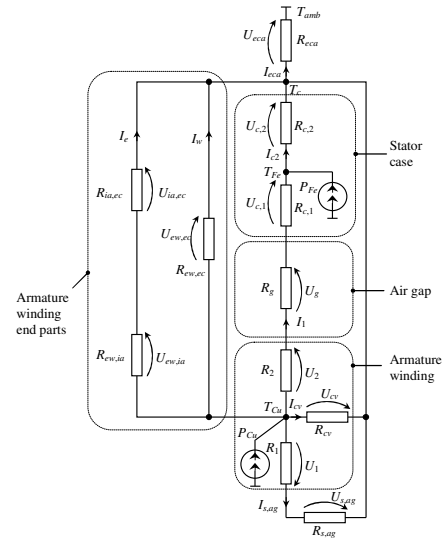 T_amb
U_eca
R_eca
I_eca
T_c
U_c,2
R_c,2
I_e
I_w
I_c2
Stator
case
T_Fe
P_Fe
R_ia,ec
U_ia,ec
U_c,1
R_c,1
U_ew,ec
R_ew,ec
R_g
U_g
Air gap
Armature
winding
end parts
I_1
R_ew,ia
U_ew,ia
R_2
U_2
Armature
winding
U_cv
T_Cu
I_cv
P_Cu
R_1
R_cv
U_1
I_s,ag
U_s,ag
R_s,ag